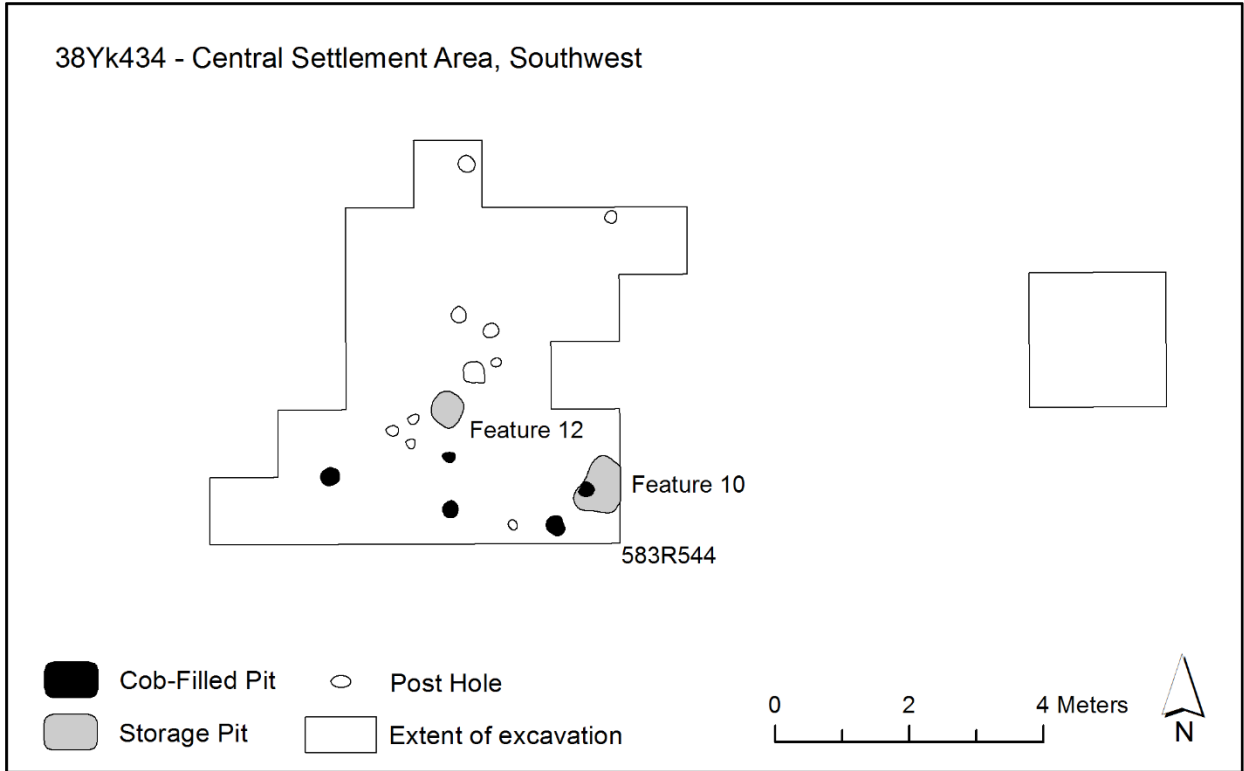 38Yk434 - Central Settlement Area, Southwest
Feature 12
Feature 10
583R544
Cob-Filled Pit
Post Hole
Storage Pit
Extent of excavation
0 2 4 Meters
N